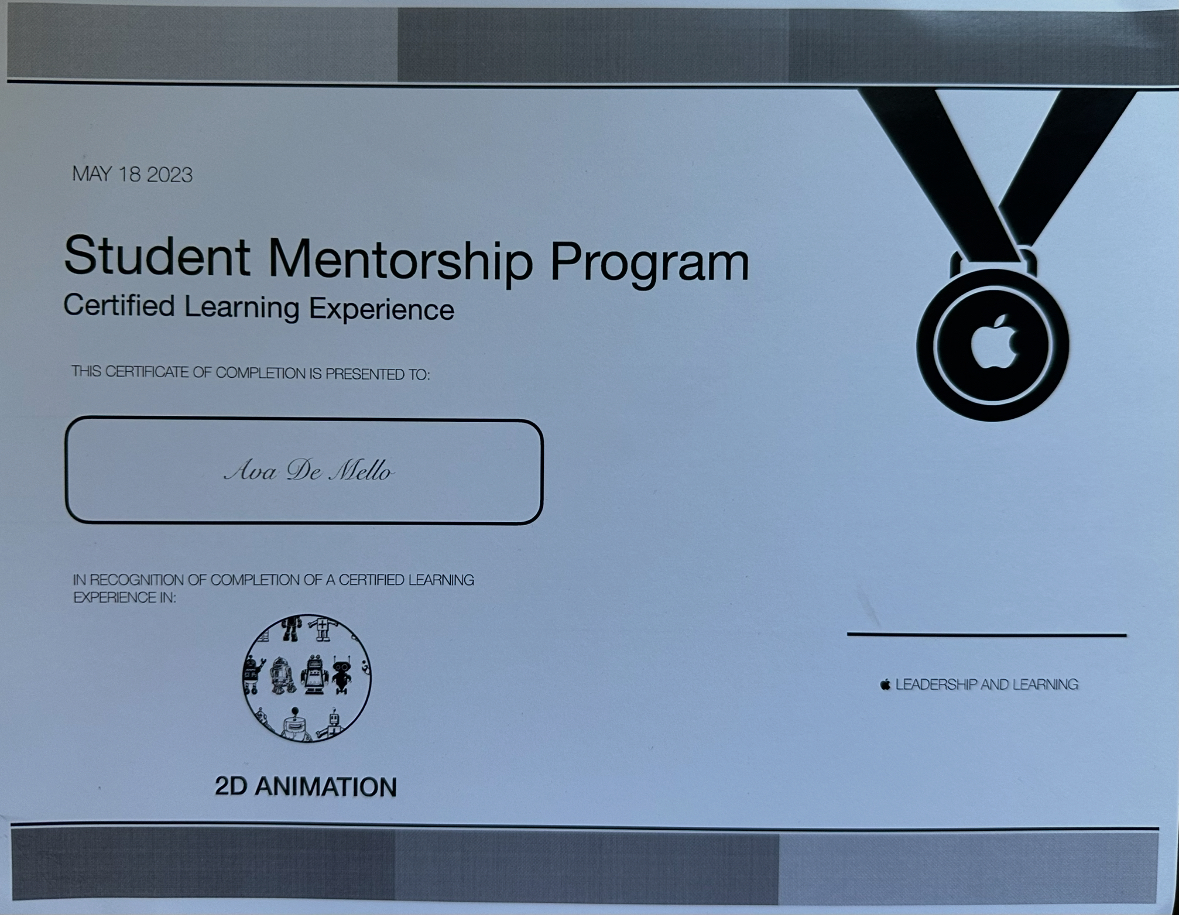 MAY 18 2023
Student Mentorship Program
Certified Learning Experience
THIS CERTIFICATE OF COMPLETION IS PRESENTED TO:
Ava De Mello
IN RECOGNITION OF COMPLETION OF A CERTIFIED LEARNING
EXPERIENCE IN:
LEADERSHIP AND LEARNING
2D ANIMATION